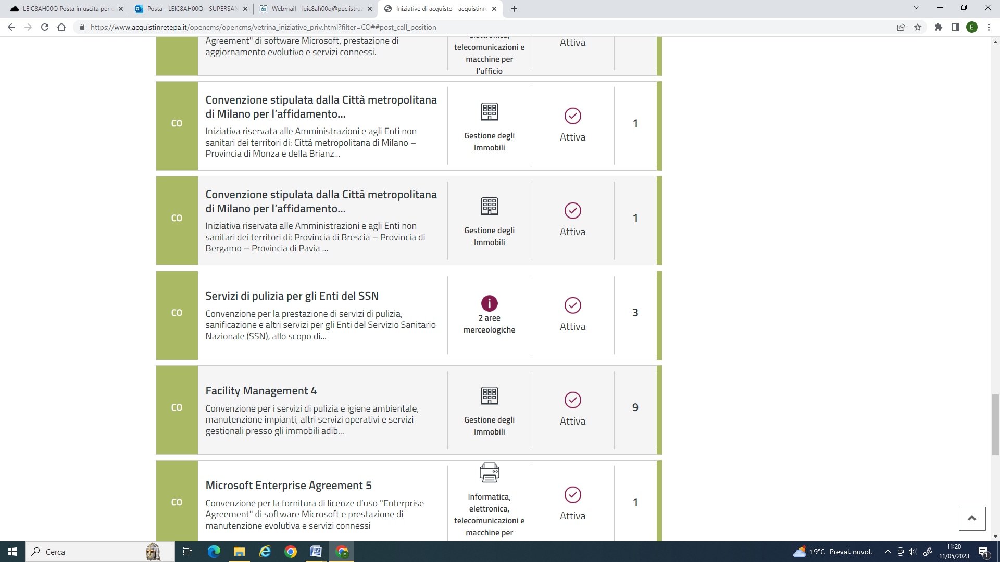 LEIC8AH00Q Posta in uscita per
Posta - LEIC8AH00Q - SUPERSAN
Webmail - leic8ah00q@pec.istru
Iniziative di acquisto - acquistinre
https://www.acquistinretepa.it/opencms/opencms/vetrina_iniziative_priv.html?filter=CO##post_call_position
E
Agreement" di software Microsoft, prestazione di
aggiornamento evolutivo e servizi connessi.
elettronica,
telecomunicazioni e
macchine per
l'ufficio
Attiva
CO
Convenzione stipulata dalla Città metropolitana
di Milano per l’affidamento...
Iniziativa riservata alle Amministrazioni e agli Enti non
sanitari dei territori di: Città metropolitana di Milano –
Provincia di Monza e della Brianz...
Gestione degli
Immobili
Attiva
1
CO
Convenzione stipulata dalla Città metropolitana
di Milano per l’affidamento...
Iniziativa riservata alle Amministrazioni e agli Enti non
sanitari dei territori di: Provincia di Brescia – Provincia di
Bergamo – Provincia di Pavia ...
Gestione degli
Immobili
Attiva
1
CO
Servizi di pulizia per gli Enti del SSN
Convenzione per la prestazione di servizi di pulizia,
sanificazione e altri servizi per gli Enti del Servizio Sanitario
Nazionale (SSN), allo scopo di...
2 aree
merceologiche
Attiva
3
CO
Facility Management 4
Convenzione per i servizi di pulizia e igiene ambientale,
manutenzione impianti, altri servizi operativi e servizi
gestionali presso gli immobili adib...
Gestione degli
Immobili
Attiva
9
CO
Microsoft Enterprise Agreement 5
Convenzione per la fornitura di licenze d’uso "Enterprise
Agreement" di software Microsoft e prestazione di
manutenzione evolutiva e servizi connessi
Informatica,
elettronica,
telecomunicazioni e
macchine per
Attiva
1
Cerca
19°C Preval. nuvol.
11:20
11/05/2023
1